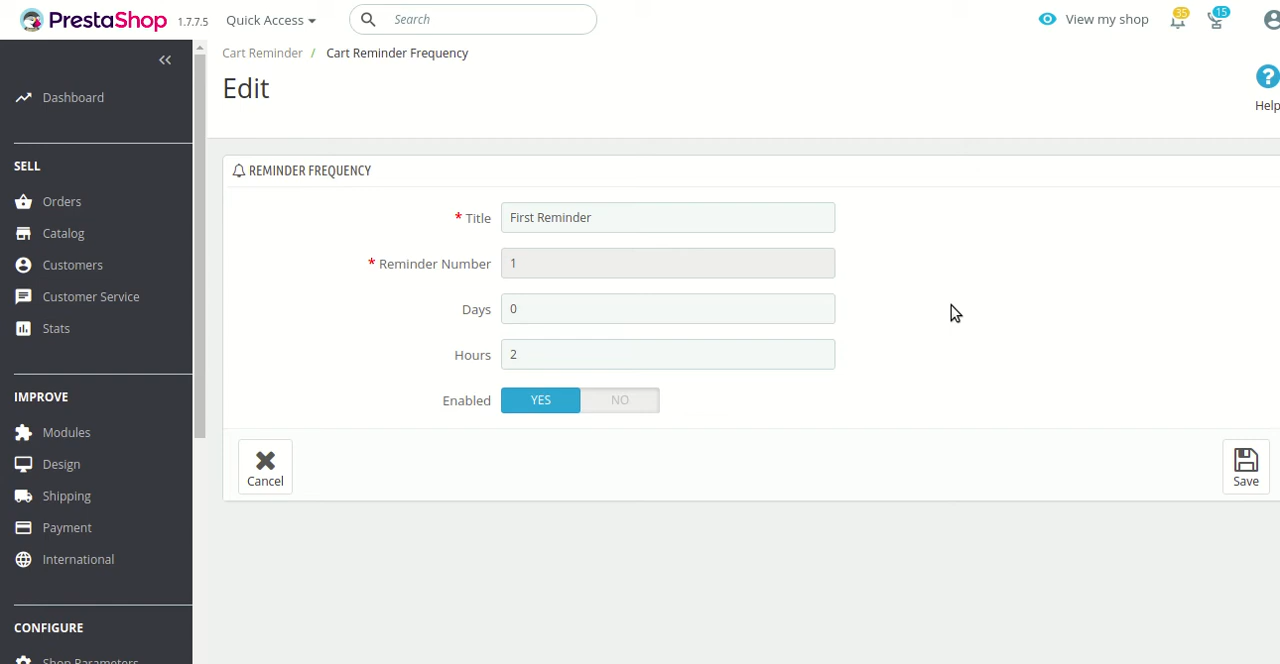 PrestaShop 1.7.7.5 Quick Access Search View my shop 35 15
Cart Reminder / Cart Reminder Frequency
Edit
Help
Dashboard
SELL
Orders
Catalog
Customers
Customer Service
Stats
IMPROVE
Modules
Design
Shipping
Payment
International
CONFIGURE
Shop Parameters
REMINDER FREQUENCY
* Title First Reminder
* Reminder Number 1
Days 0
Hours 2
Enabled YES NO
Cancel Save